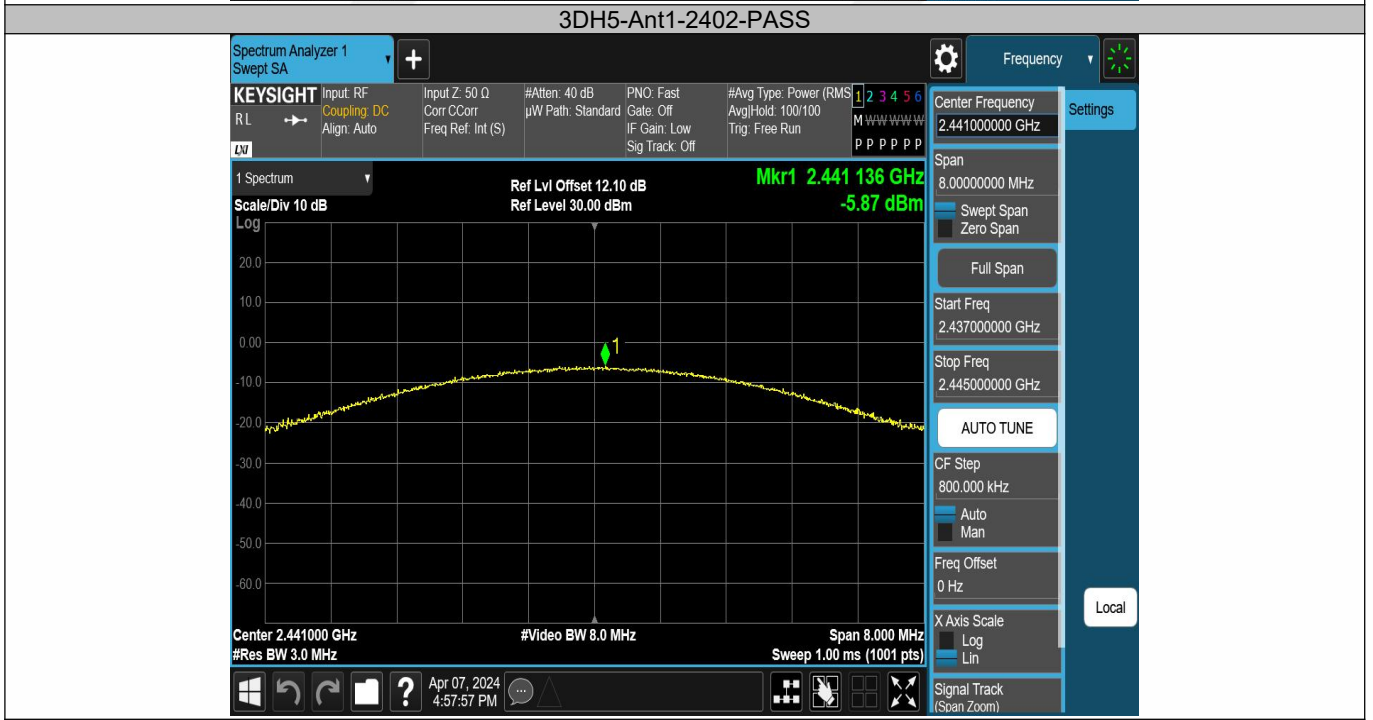 3DH5-Ant1-2402-PASS
Spectrum Analyzer 1
Swept SA
+
Frequency
KEYSIGHT
RL
LXI
Input: RF
Coupling: DC
Align: Auto
Input Z: 50 Ω
Corr CCorr
Freq Ref: Int (S)
#Atten: 40 dB
µW Path: Standard
PNO: Fast
Gate: Off
IF Gain: Low
Sig Track: Off
#Avg Type: Power (RMS
Avg|Hold: 100/100
Trig: Free Run
1 2 3 4 5 6
M W W W W W
P P P P P P
1 Spectrum
Scale/Div 10 dB
Ref Lvl Offset 12.10 dB
Ref Level 30.00 dBm
Mkr1 2.441 136 GHz
-5.87 dBm
Log
20.0
10.0
0.00
-10.0
-20.0
-30.0
-40.0
-50.0
-60.0
1
Center 2.441000 GHz
#Res BW 3.0 MHz
#Video BW 8.0 MHz
Span 8.000 MHz
Sweep 1.00 ms (1001 pts)
Center Frequency
2.441000000 GHz
Settings
Span
8.00000000 MHz
Swept Span
Zero Span
Full Span
Start Freq
2.437000000 GHz
Stop Freq
2.445000000 GHz
AUTO TUNE
CF Step
800.000 kHz
Auto
Man
Freq Offset
0 Hz
X Axis Scale
Log
Lin
Signal Track
(Span Zoom)
Local
?
Apr 07, 2024
4:57:57 PM